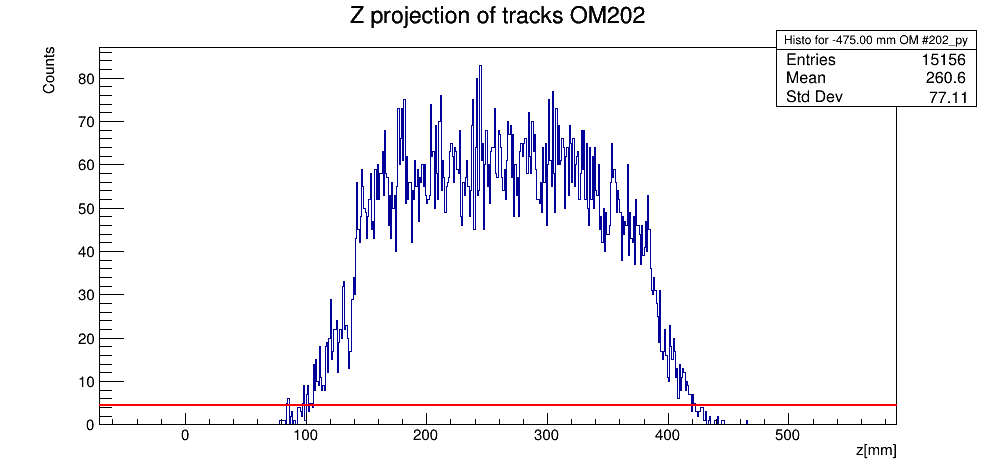 Z projection of tracks OM202
Histo for -475.00 mm OM #202_py
Entries 15156
Mean 260.6
Std Dev 77.11
Counts
80
70
60
50
40
30
20
10
0
0 100 200 300 400 500
z[mm]